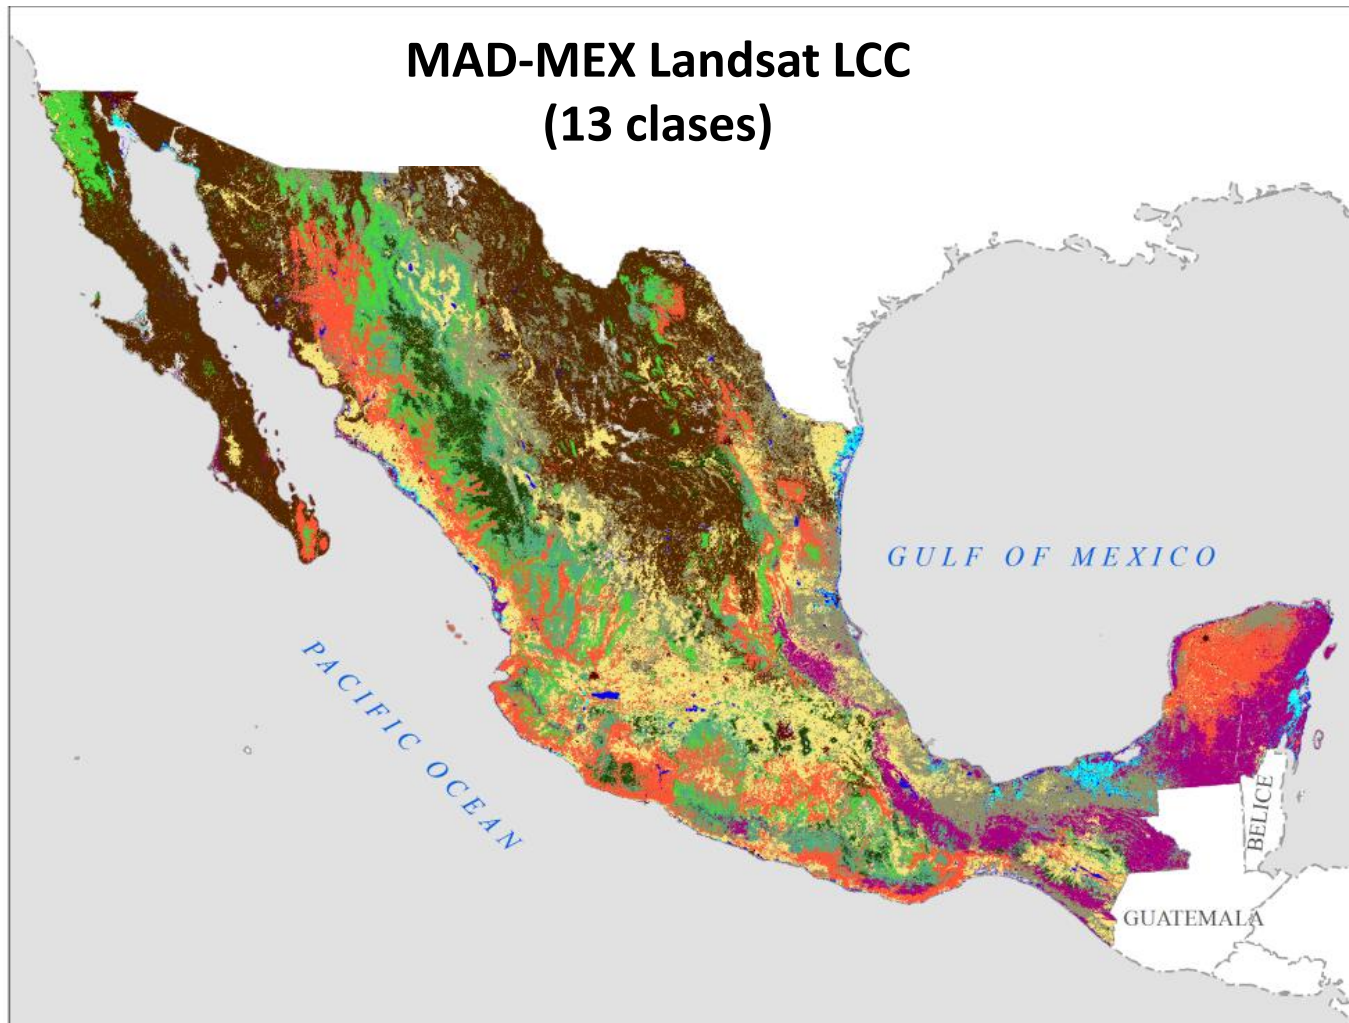 MAD-MEX Landsat LCC
(13 clases)
GULF OF MEXICO
PACIFIC OCEAN
BELICE
GUATEMALA